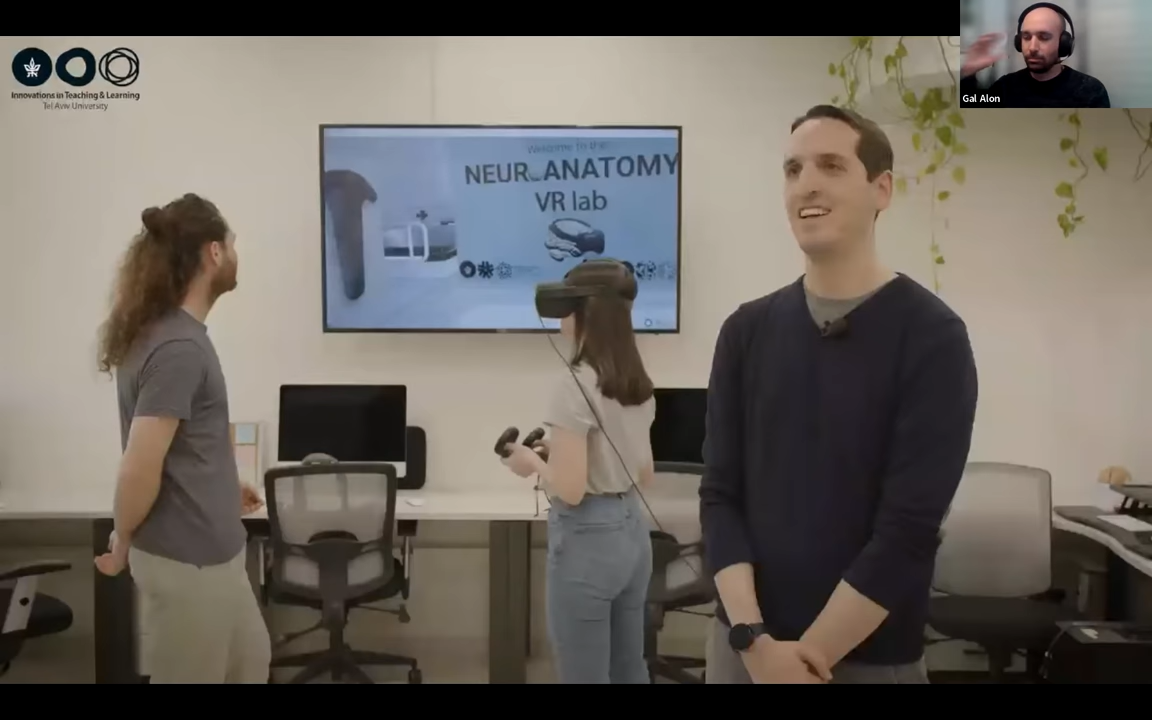 Innovations in Teaching & Learning
Tel Aviv University
Gal Alon
Welcome to the
NEUROANATOMY
VR lab